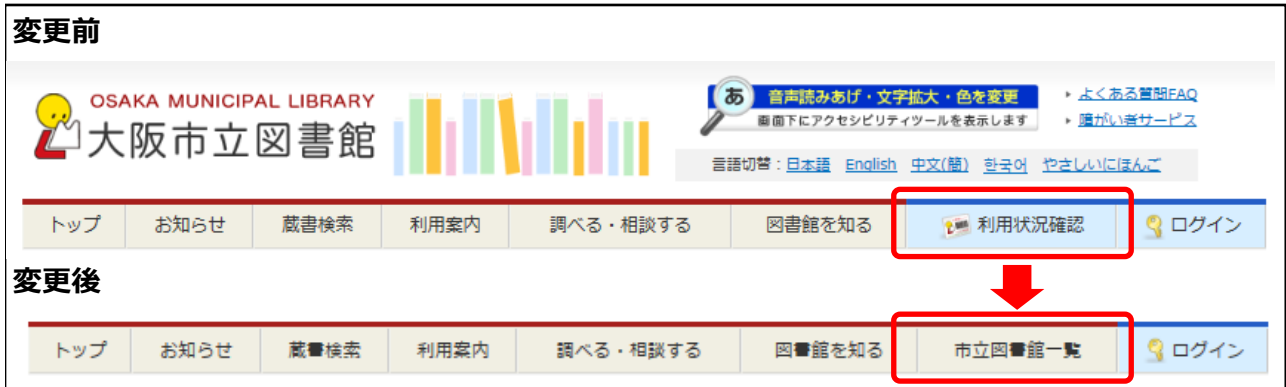 変更前
OSAKA MUNICIPAL LIBRARY
大阪市立図書館
あ 音声読みあげ・文字拡大・色を変更
画面下にアクセシビリティツールを表示します
よくある質問FAQ
障がい者サービス
言語切替：日本語 English 中文(簡) 한국어 やさしいにほんご
トップ お知らせ 蔵書検索 利用案内 調べる・相談する 図書館を知る 利用状況確認 ログイン
変更後
トップ お知らせ 蔵書検索 利用案内 調べる・相談する 図書館を知る 市立図書館一覧 ログイン